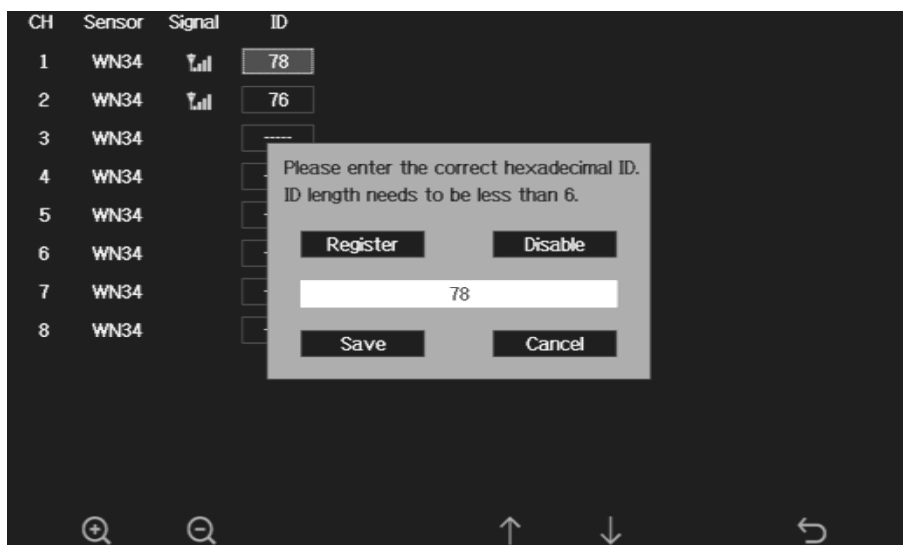 CH Sensor Signal ID
1 WN34 78
2 WN34 76
3 WN34 -----
4 WN34
5 WN34
6 WN34
7 WN34
8 WN34
Please enter the correct hexadecimal ID.
ID length needs to be less than 6.
Register Disable
78
Save Cancel